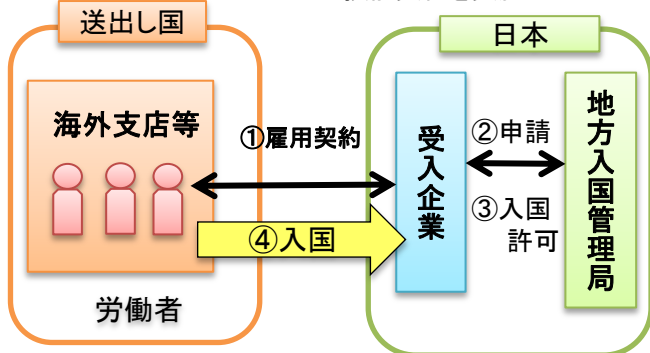 送出し国
日本
海外支店等
①雇用契約
受入企業
②申請
③入国
許可
地方入国管理局
④入国
労働者